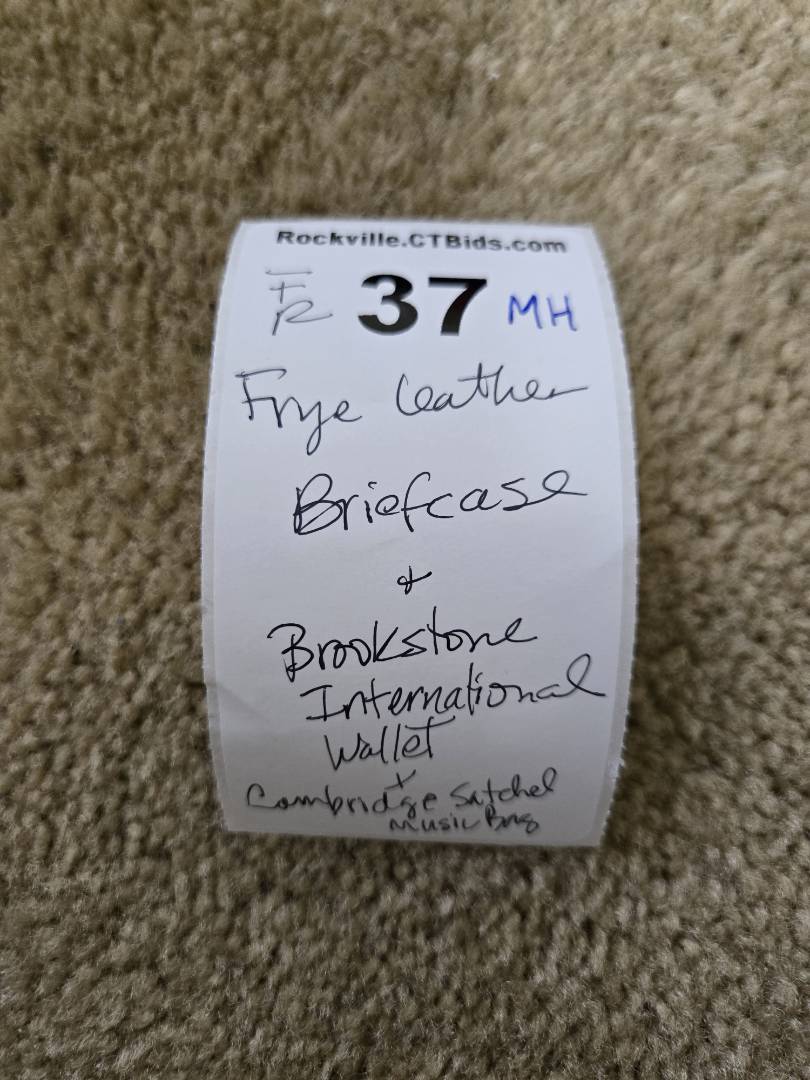 Rockville.CTBids.com
FR 37 MH
Frye leather
Briefcase
&
Brookstone
International
Wallet
+
Cambridge Satchel
Music Bag